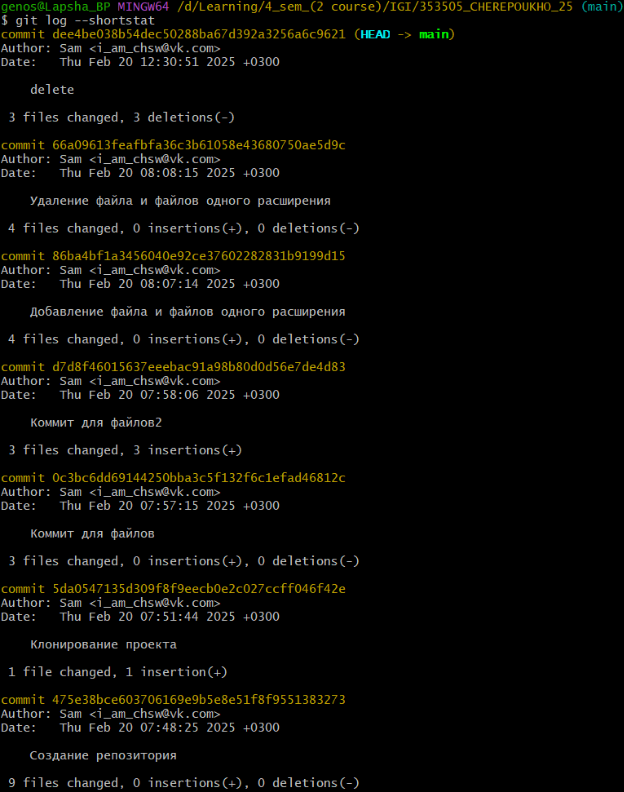 genos@Lapsha_BP MINGW64 /d/Learning/4_sem_(2 course)/IGI/353505_CHEREPOUKHO_25 (main)
$ git log --shortstat
commit dee4be038b54dec50288ba67d392a3256a6c9621 (HEAD -> main)
Author: Sam <i_am_chsw@vk.com>
Date:   Thu Feb 20 12:30:51 2025 +0300
delete
3 files changed, 3 deletions(-)
commit 66a09613feafbfa36c3b61058e43680750ae5d9c
Author: Sam <i_am_chsw@vk.com>
Date:   Thu Feb 20 08:08:15 2025 +0300
Удаление файла и файлов одного расширения
4 files changed, 0 insertions(+), 0 deletions(-)
commit 86ba4bf1a3456040e92ce37602282831b9199d15
Author: Sam <i_am_chsw@vk.com>
Date:   Thu Feb 20 08:07:14 2025 +0300
Добавление файла и файлов одного расширения
4 files changed, 0 insertions(+), 0 deletions(-)
commit d7d8f46015637eeebac91a98b80d0d56e7de4d83
Author: Sam <i_am_chsw@vk.com>
Date:   Thu Feb 20 07:58:06 2025 +0300
Коммит для файлов2
3 files changed, 3 insertions(+)
commit 0c3bc6dd69144250bba3c5f132f6c1efad46812c
Author: Sam <i_am_chsw@vk.com>
Date:   Thu Feb 20 07:57:15 2025 +0300
Коммит для файлов
3 files changed, 0 insertions(+), 0 deletions(-)
commit 5da0547135d309f8f9eecb0e2c027ccff046f42e
Author: Sam <i_am_chsw@vk.com>
Date:   Thu Feb 20 07:51:44 2025 +0300
Клонирование проекта
1 file changed, 1 insertion(+)
commit 475e38bce603706169e9b5e8e51f8f9551383273
Author: Sam <i_am_chsw@vk.com>
Date:   Thu Feb 20 07:48:25 2025 +0300
Создание репозитория
9 files changed, 0 insertions(+), 0 deletions(-)